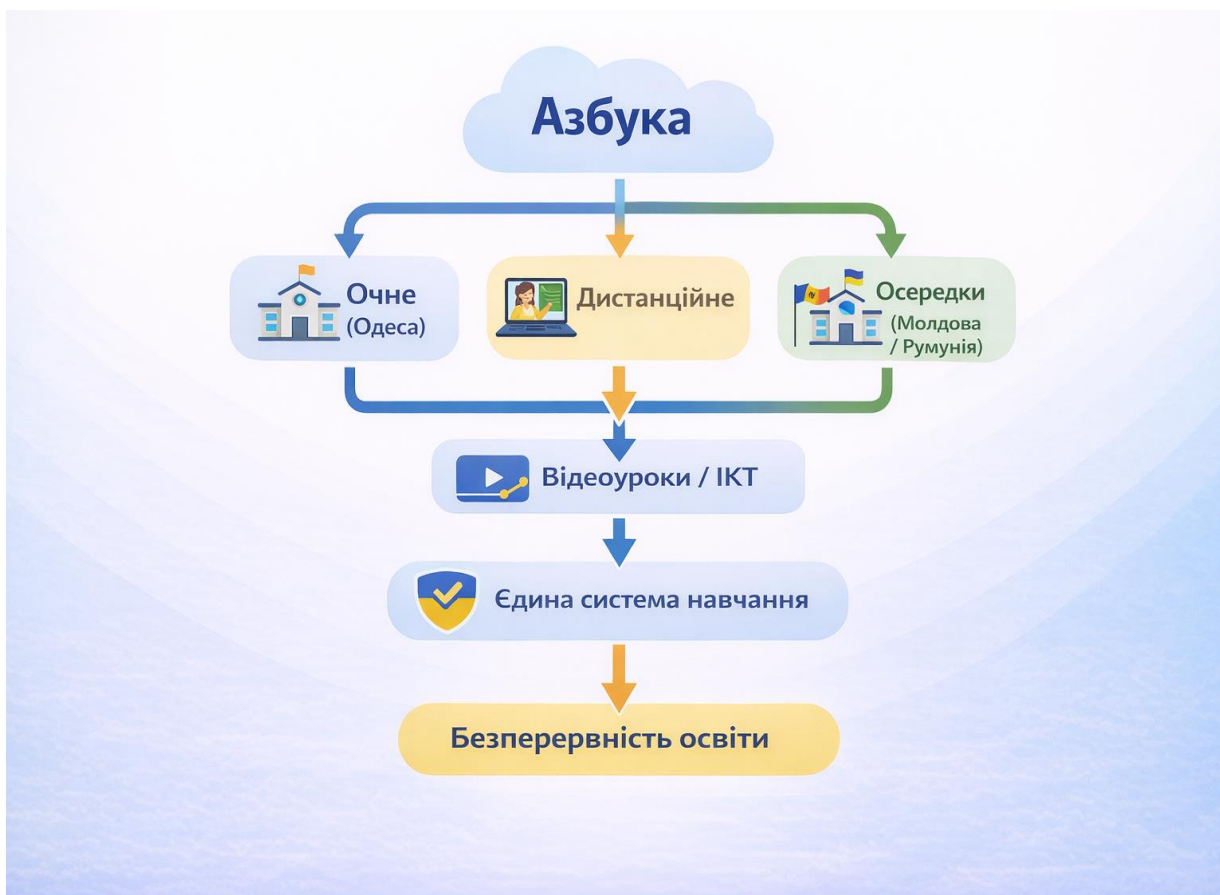 Азбука
Очне
(Одеса)
Дистанційне
Осередки
(Молдова
/ Румунія)
Відеоуроки / ІКТ
Єдина система навчання
Безперервність освіти